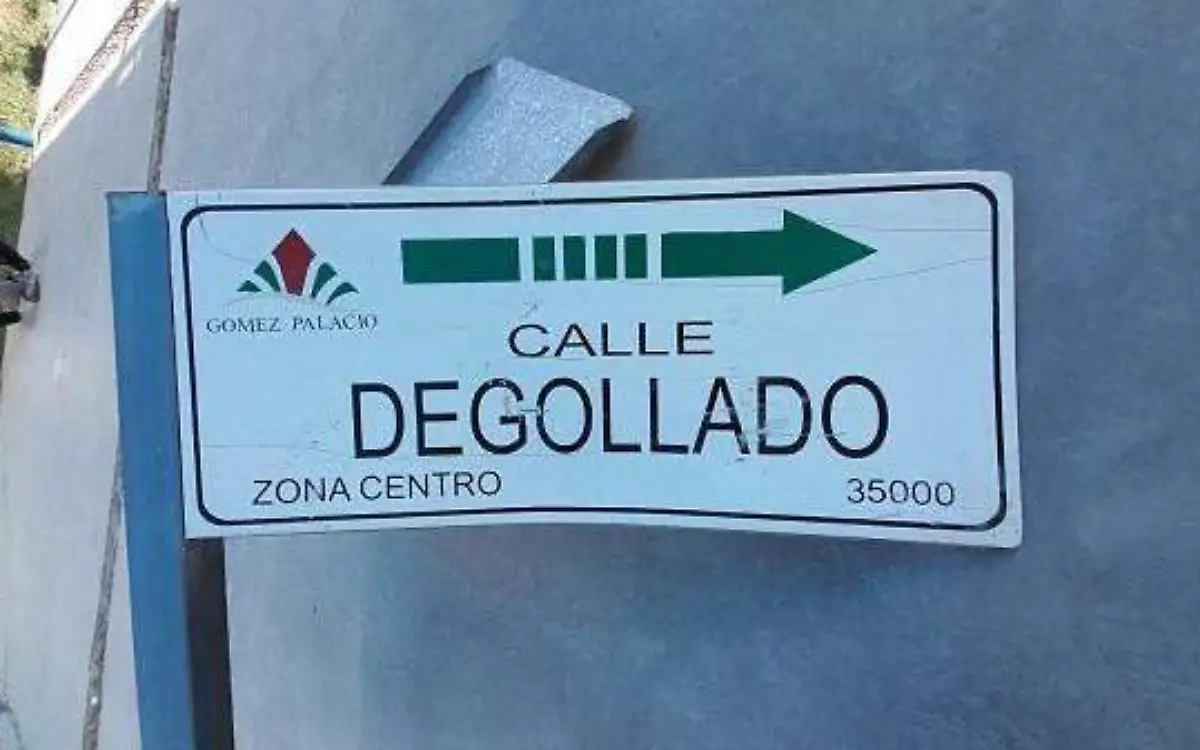 GOMEZ PALACIO
CALLE
DEGOLLADO
ZONA CENTRO
35000